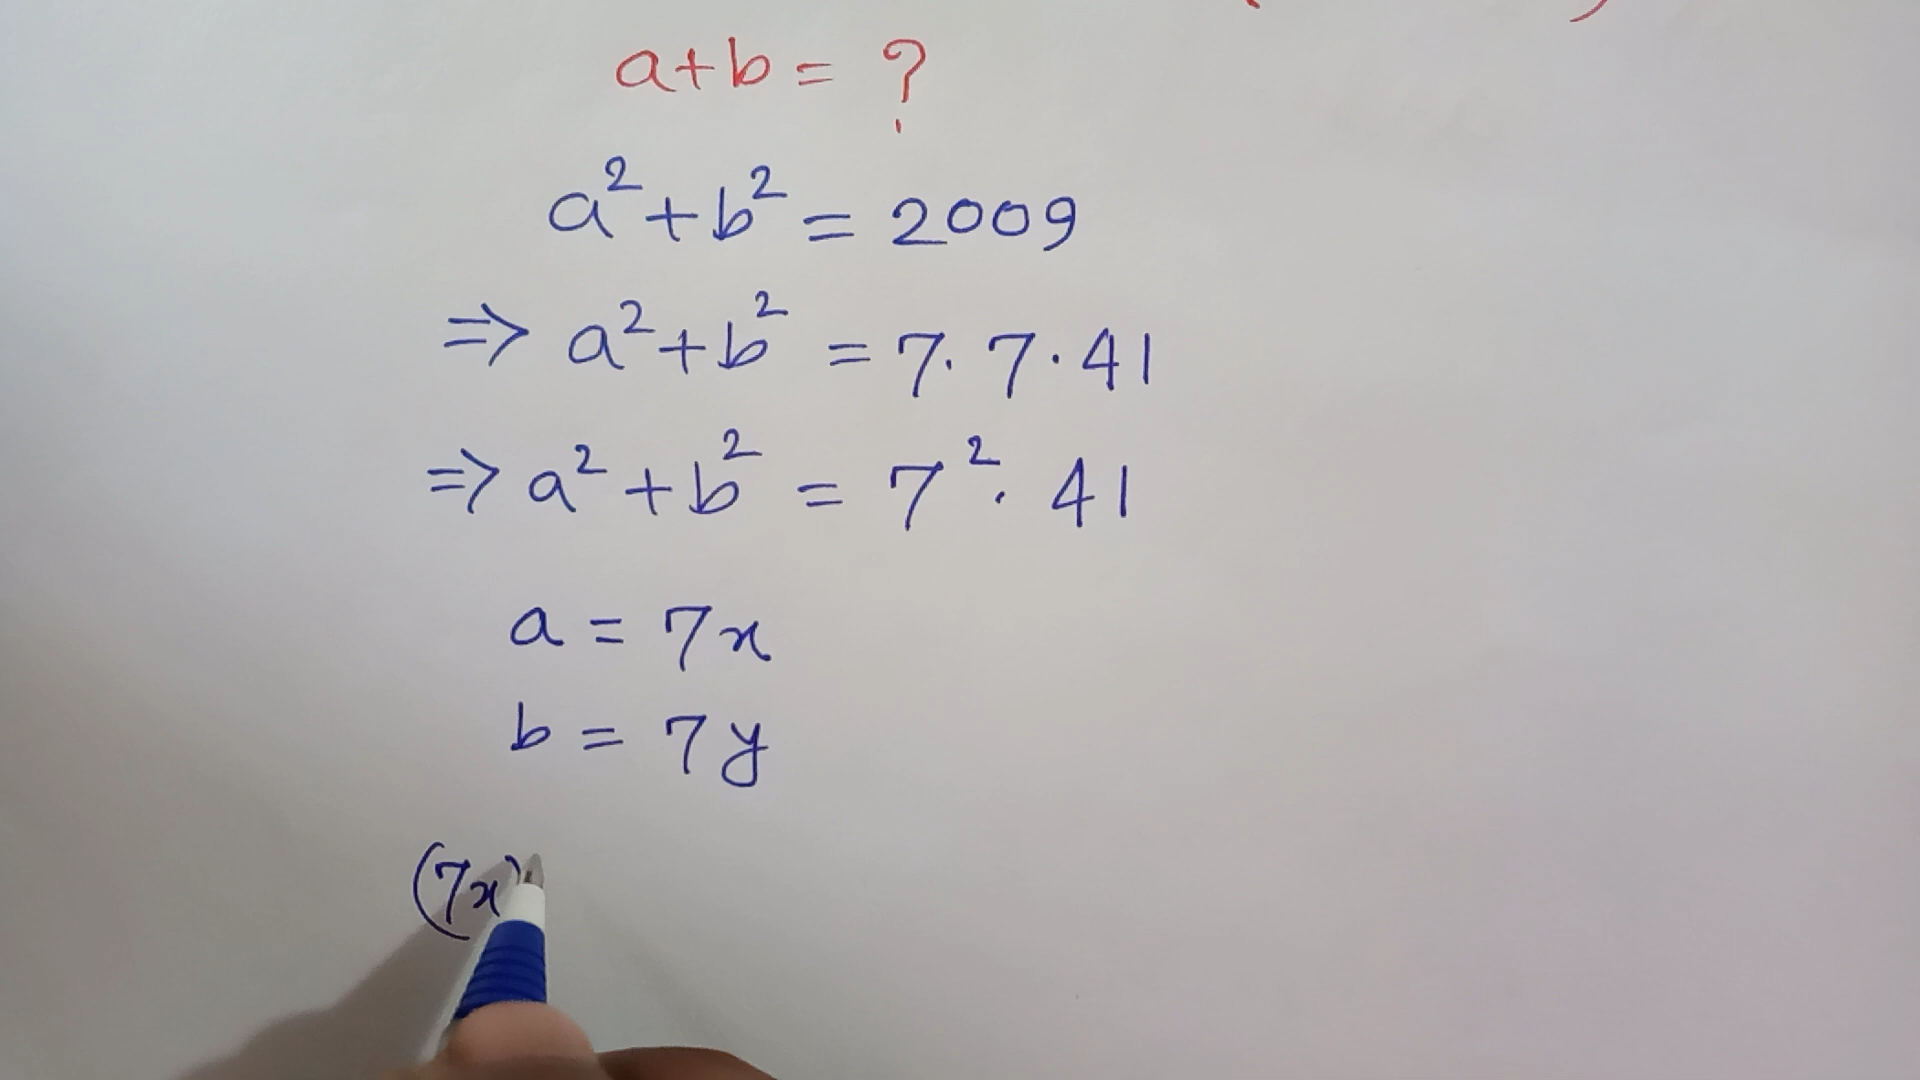 a+b = ?
a²+b² = 2009
⇒ a²+b² = 7.7.41
⇒ a²+b² = 7².41
a = 7x
b = 7y
(7x)